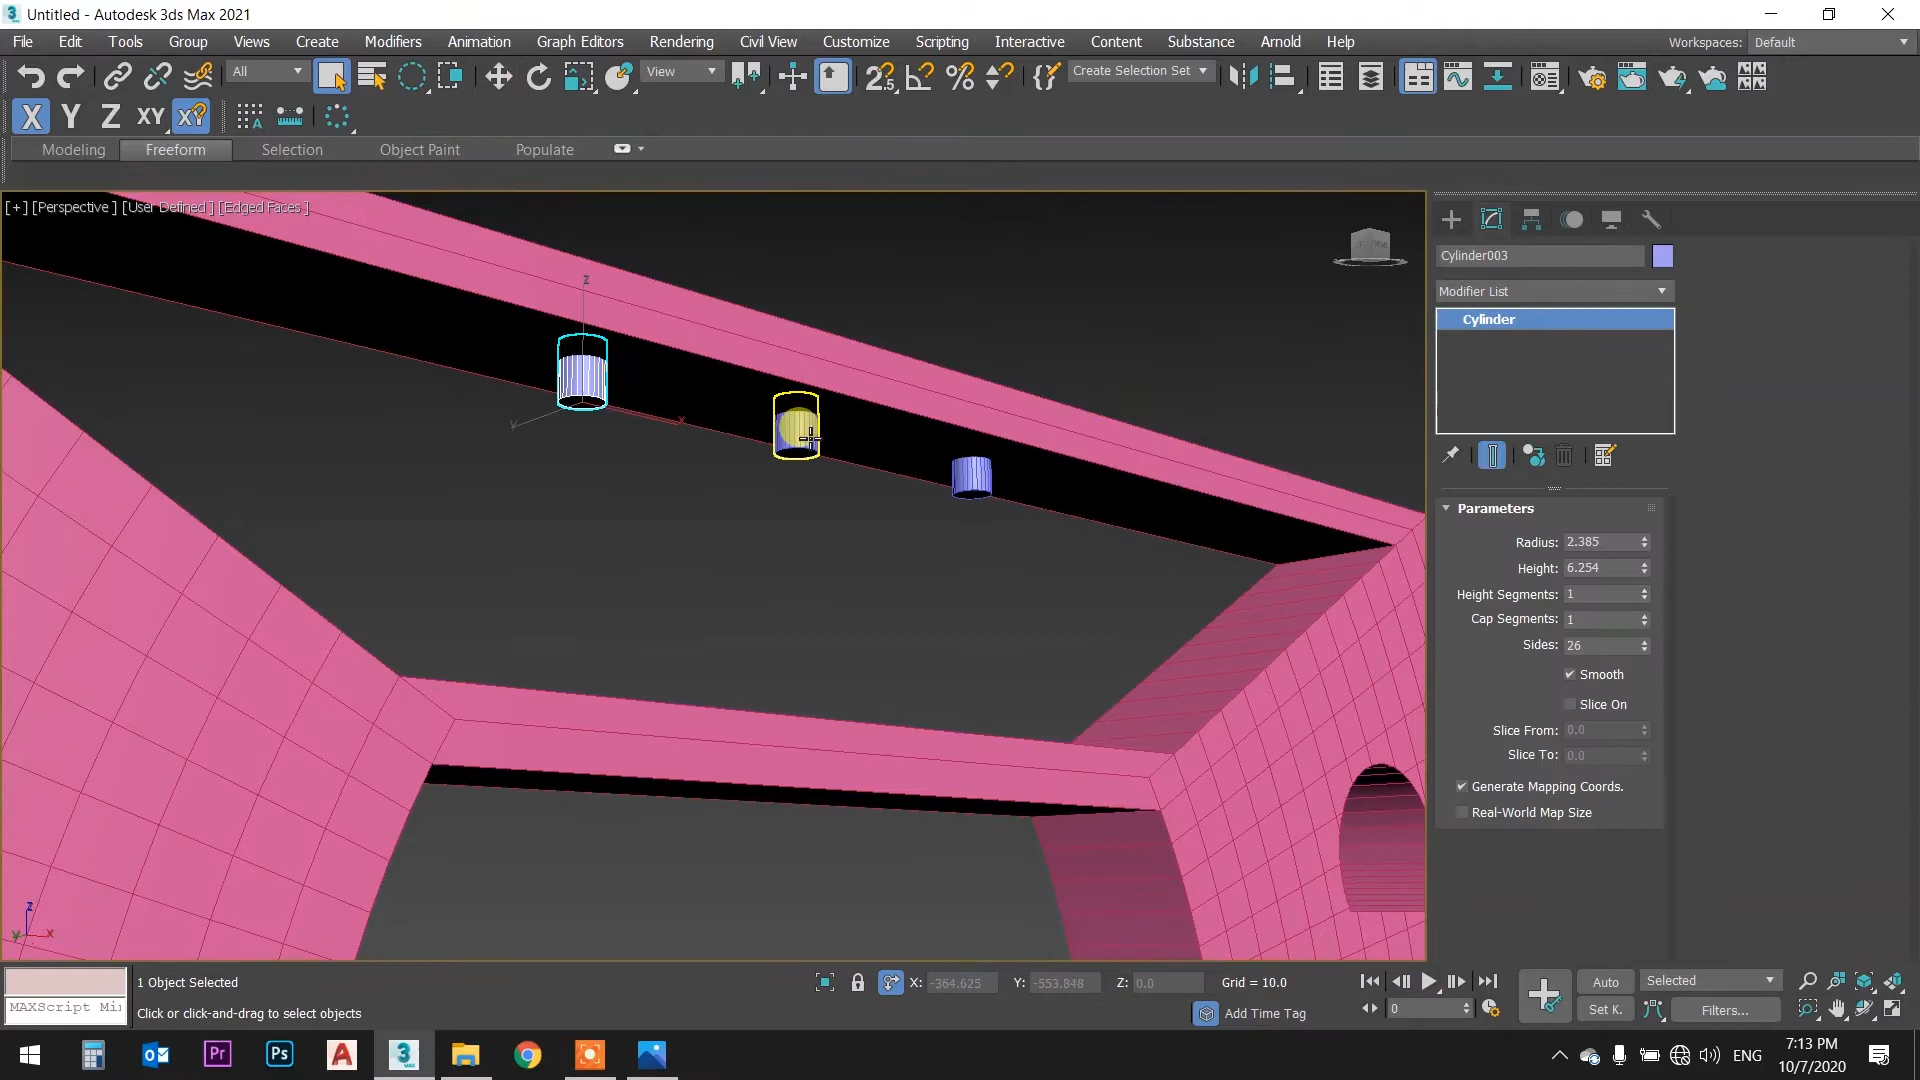 Untitled - Autodesk 3ds Max 2021
File Edit Tools Group Views Create Modifiers Animation Graph Editors Rendering Civil View Customize Scripting Interactive Content Substance Arnold Help Workspaces: Default
All View Create Selection Set
X Y Z XY
Modeling Freeform Selection Object Paint Populate
[+] [Perspective ] [User Defined ] [Edged Faces ]
Cylinder003
Modifier List
Cylinder
Parameters
Radius: 2.385
Height: 6.254
Height Segments: 1
Cap Segments: 1
Sides: 26
Smooth
Slice On
Slice From: 0.0
Slice To: 0.0
Generate Mapping Coords.
Real-World Map Size
z
y
x
z
y x
1 Object Selected X: -364.625 Y: -553.848 Z: 0.0 Grid = 10.0 Auto Selected
MAXScript Mi Click or click-and-drag to select objects Add Time Tag 0 Set K. Filters...
ENG 7:13 PM
10/7/2020